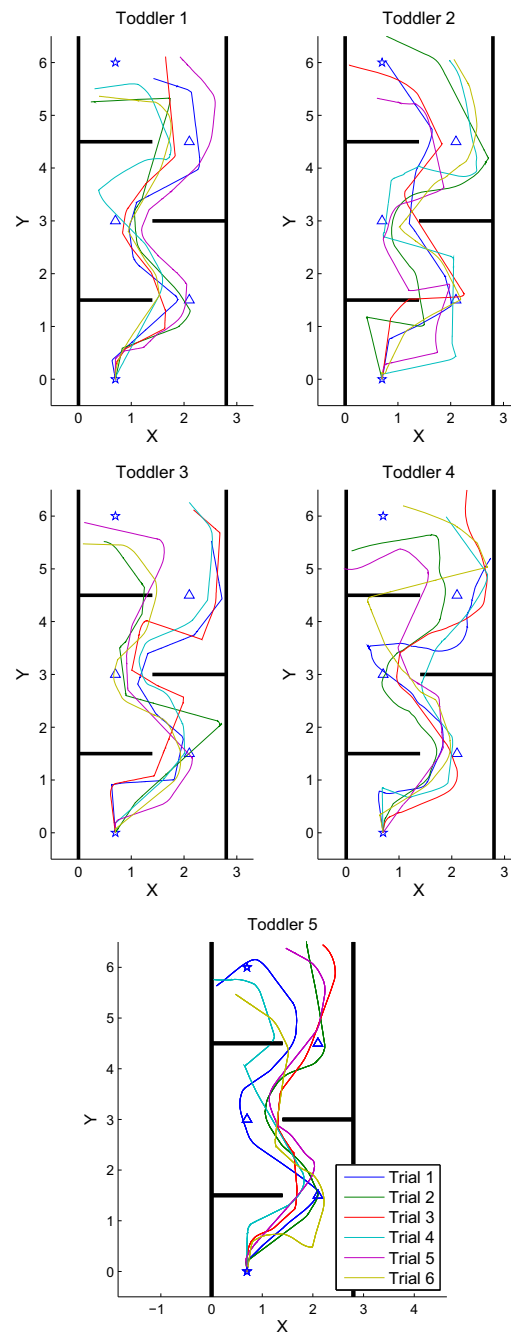 Toddler 1
Toddler 2
6
5
4
3
2
1
0
Y
0 1 2 3
X
6
5
4
3
2
1
0
Y
0 1 2 3
X
Toddler 3
Toddler 4
6
5
4
3
2
1
0
Y
0 1 2 3
X
6
5
4
3
2
1
0
Y
0 1 2 3
X
Toddler 5
6
5
4
3
2
1
0
Y
−1 0 1 2 3 4
X
Trial 1
Trial 2
Trial 3
Trial 4
Trial 5
Trial 6